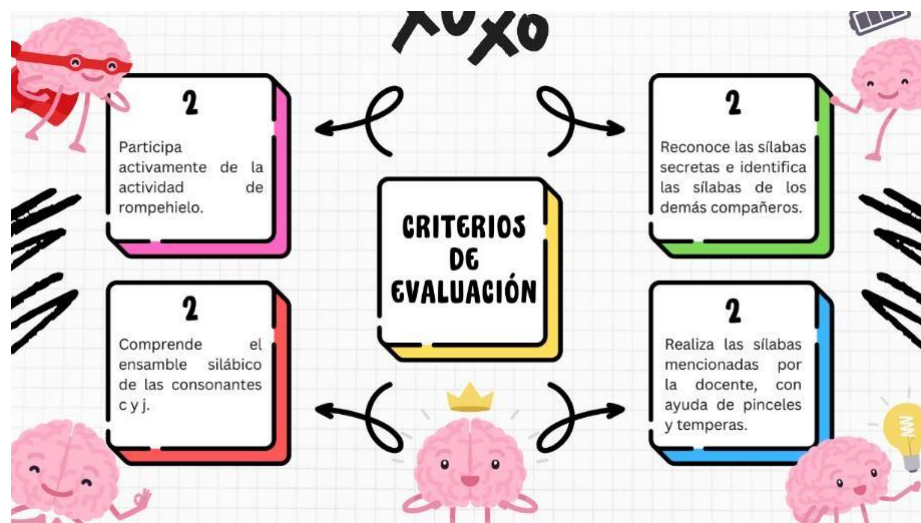 XOXO
2
Participa
activamente de la
actividad de
rompehielo.
2
Reconoce las sílabas
secretas e identifica
las sílabas de los
demás compañeros.
CRITERIOS
DE
EVALUACIÓN
2
Comprende el
ensamble silábico
de las consonantes
c y j.
2
Realiza las sílabas
mencionadas por
la docente, con
ayuda de pinceles
y temperas.